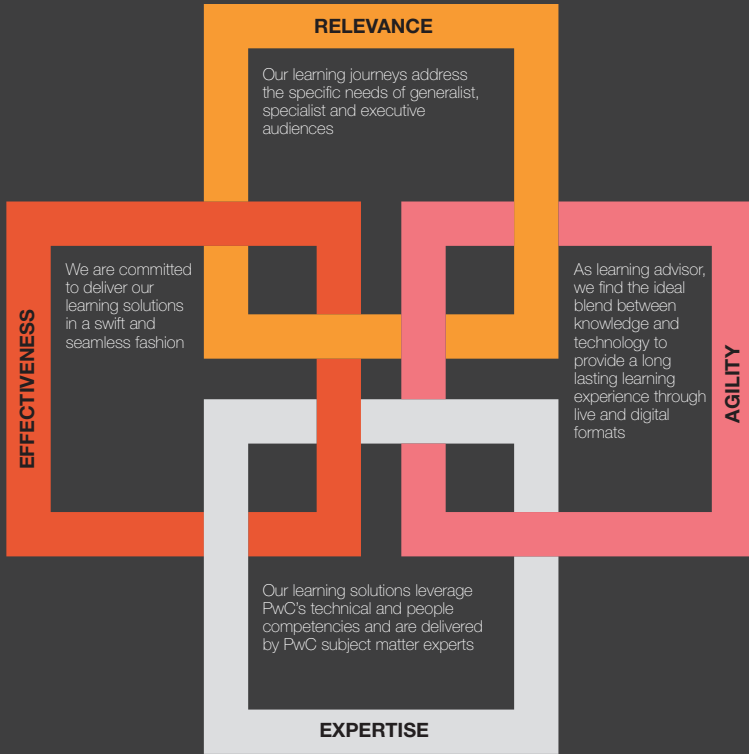 RELEVANCE
Our learning journeys address
the specific needs of generalist,
specialist and executive
audiences
EFFECTIVENESS
We are committed
to deliver our
learning solutions
in a swift and
seamless fashion
As learning advisor,
we find the ideal
blend between
knowledge and
technology to
provide a long
lasting learning
experience through
live and digital
formats
AGILITY
Our learning solutions leverage
PwC's technical and people
competencies and are delivered
by PwC subject matter experts
EXPERTISE